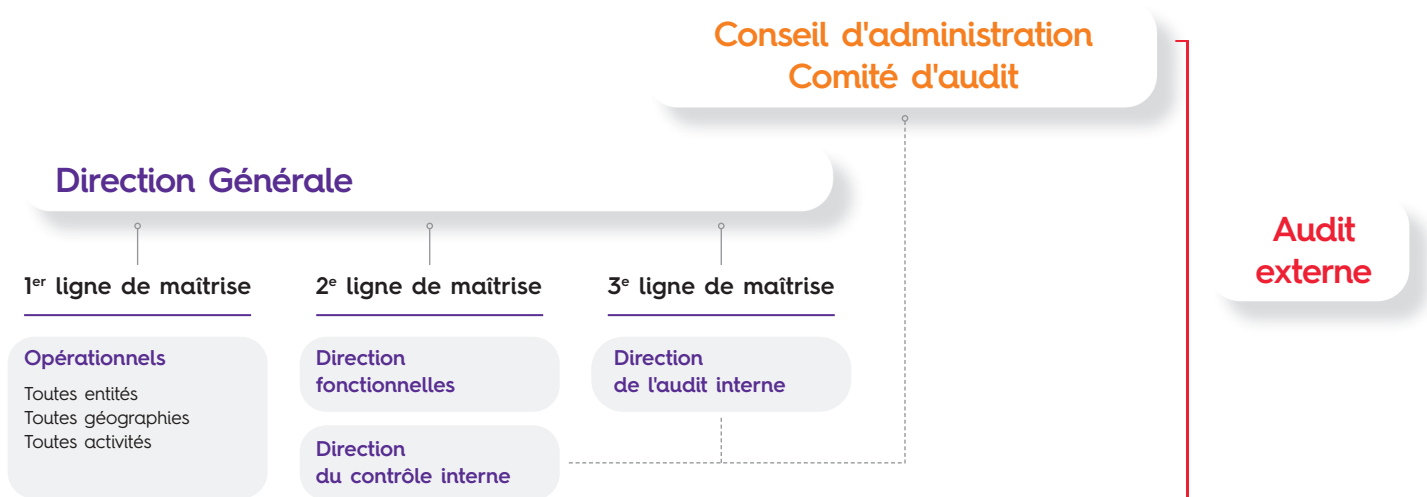 Conseil d'administration
Comité d'audit
Direction Générale
Audit
externe
1er ligne de maîtrise
2e ligne de maîtrise
3e ligne de maîtrise
Opérationnels
Toutes entités
Toutes géographies
Toutes activités
Direction
fonctionnelles
Direction
du contrôle interne
Direction
de l'audit interne